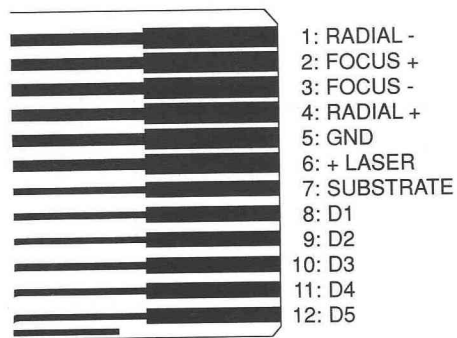 1: RADIAL -
2: FOCUS +
3: FOCUS -
4: RADIAL +
5: GND
6: + LASER
7: SUBSTRATE
8: D1
9: D2
10: D3
11: D4
12: D5